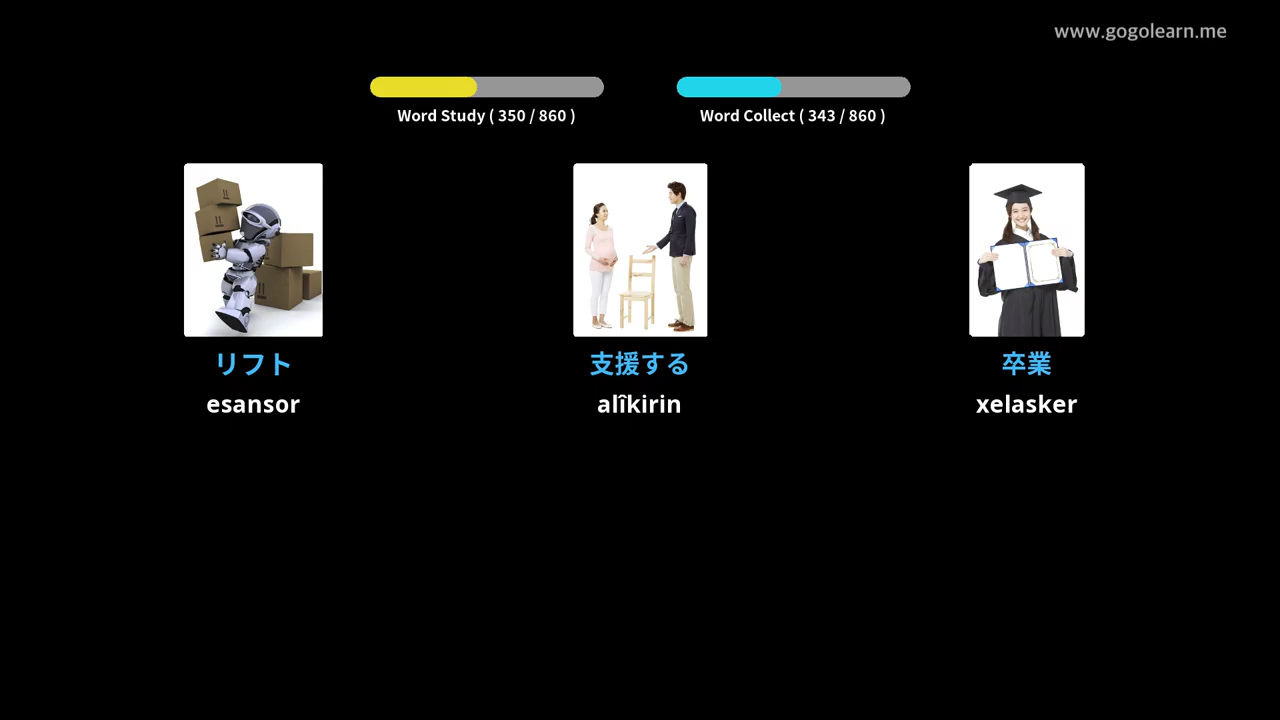 www.gogolearn.me
Word Study ( 350 / 860 )
Word Collect ( 343 / 860 )
リフト
esansor
支援する
alîkirin
卒業
xelasker